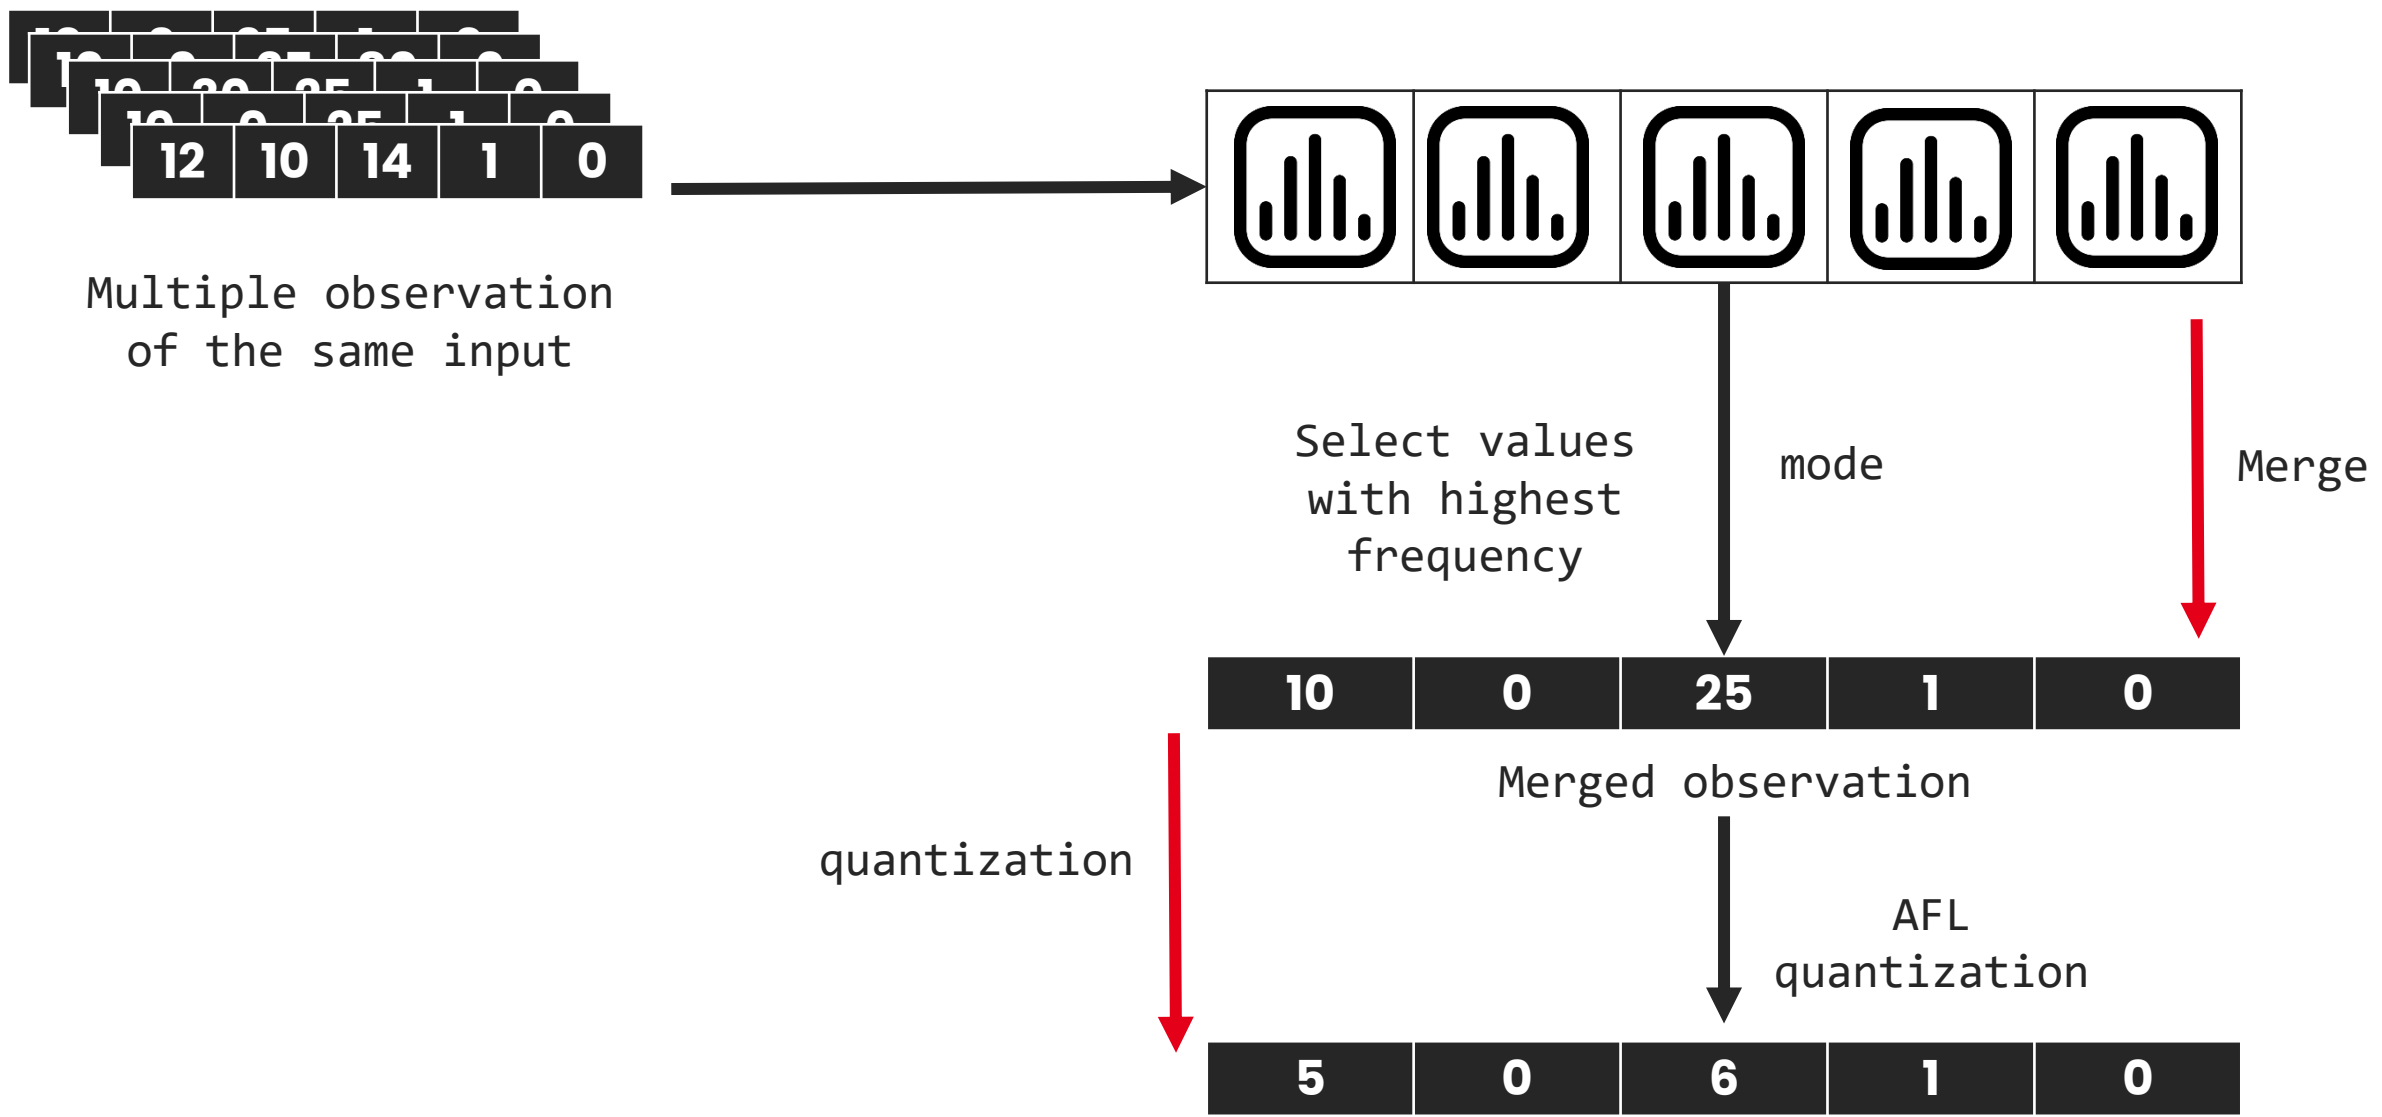 12 10 14 1 0
Multiple observation
of the same input
Select values
with highest
frequency
mode
Merge
10 0 25 1 0
Merged observation
quantization
AFL
quantization
5 0 6 1 0